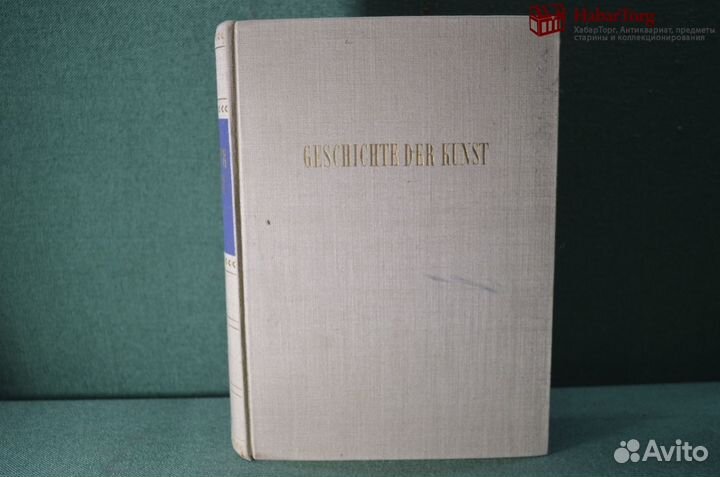 HabarTorg
ХабарТорг, Антиквариат, предметы
старины и коллекционирования
GESCHICHTE DER KUNST
Avito